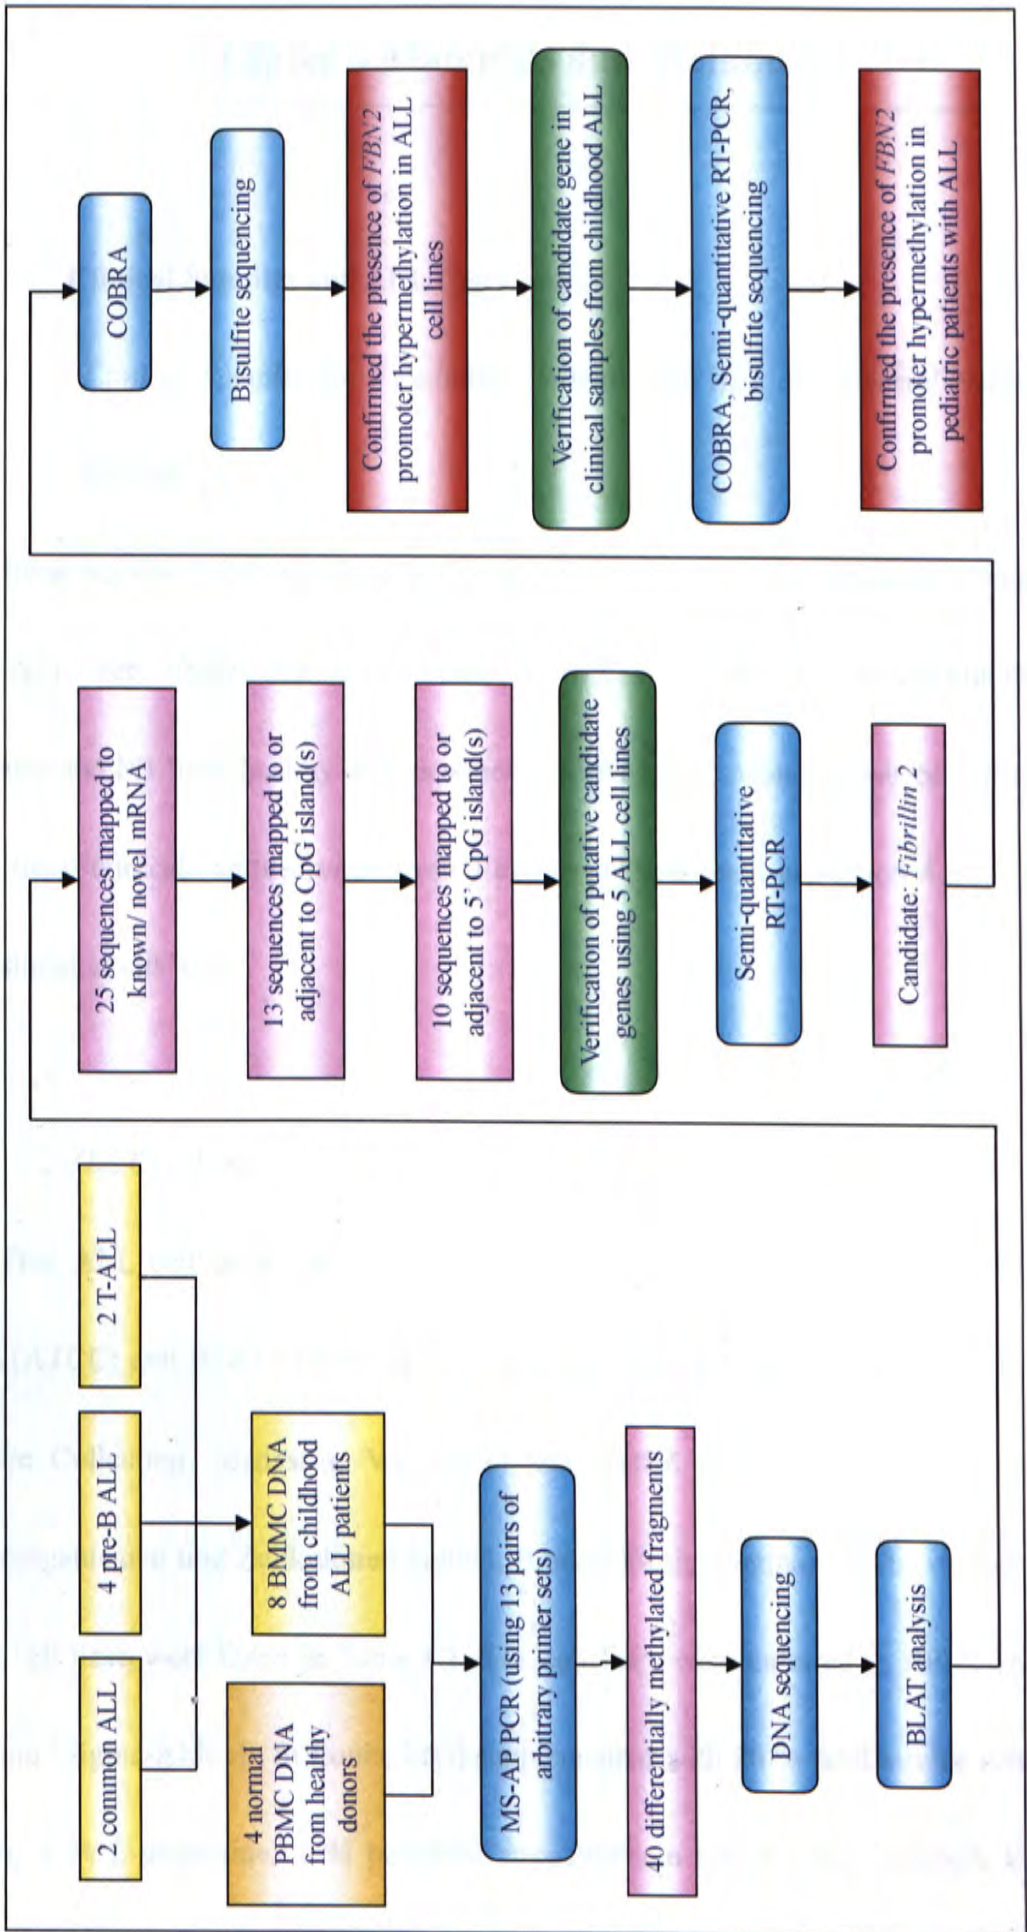 2 common ALL
4 pre-B ALL
2 T-ALL
4 normal
PBMC DNA
from healthy
donors
8 BMMC DNA
from childhood
ALL patients
MS-AP PCR (using 13 pairs of
arbitrary primer sets)
40 differentially methylated fragments
DNA sequencing
BLAT analysis
25 sequences mapped to
known/ novel mRNA
13 sequences mapped to or
adjacent to CpG island(s)
10 sequences mapped to or
adjacent to 5' CpG island(s)
Verification of putative candidate
genes using 5 ALL cell lines
Semi-quantitative
RT-PCR
Candidate: Fibrillin 2
COBRA
Bisulfite sequencing
Confirmed the presence of FBN2
promoter hypermethylation in ALL
cell lines
Verification of candidate gene in
clinical samples from childhood ALL
COBRA, Semi-quantitative RT-PCR,
bisulfite sequencing
Confirmed the presence of FBN2
promoter hypermethylation in
pediatric patients with ALL